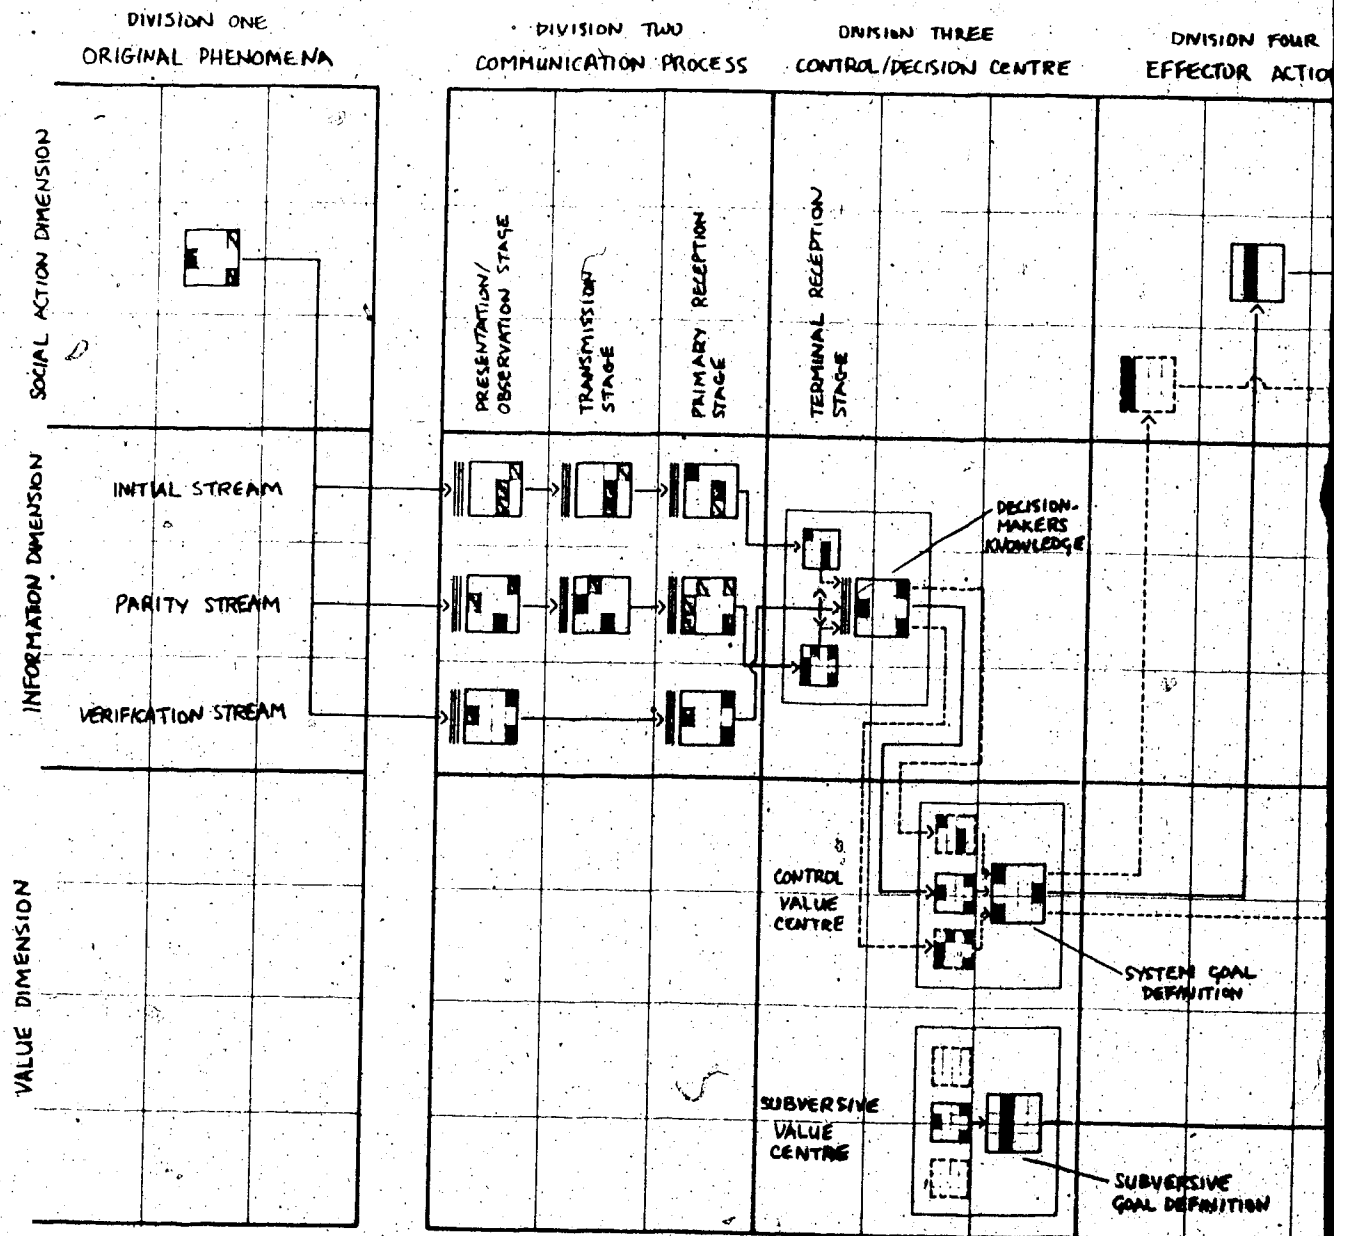 DIVISION ONE
ORIGINAL PHENOMENA
DIVISION TWO
COMMUNICATION PROCESS
DIVISION THREE
CONTROL/DECISION CENTRE
DIVISION FOUR
EFFECTOR ACTIO
SOCIAL ACTION DIMENSION
PRESENTATION/
OBSERVATION STAGE
TRANSMISSION
STAGE
PRIMARY RECEPTION
STAGE
TERMINAL RECEPTION
STAGE
INFORMATION DIMENSION
INITIAL STREAM
PARITY STREAM
VERIFICATION STREAM
DECISION-
MAKERS
KNOWLEDGE
VALUE DIMENSION
CONTROL
VALUE
CENTRE
SYSTEM GOAL
DEFINITION
SUBVERSIVE
VALUE
CENTRE
SUBVERSIVE
GOAL DEFINITION